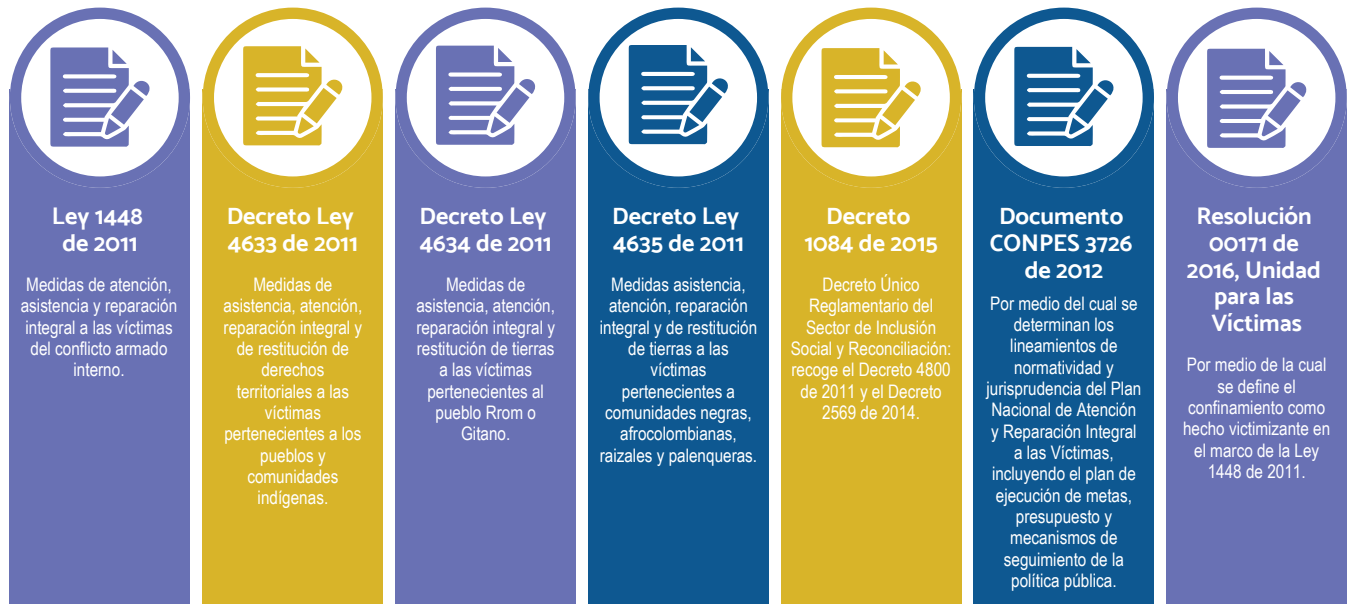 Ley 1448
de 2011
Medidas de atención,
asistencia y reparación
integral a las víctimas
del conflicto armado
interno.
Decreto Ley
4633 de 2011
Medidas de
asistencia, atención,
reparación integral y
de restitución de
derechos
territoriales a las
víctimas
pertenecientes a los
pueblos y
comunidades
indígenas.
Decreto Ley
4634 de 2011
Medidas de
asistencia, atención,
reparación integral y
restitución de tierras
a las víctimas
pertenecientes al
pueblo Rrom o
Gitano.
Decreto Ley
4635 de 2011
Medidas asistencia,
atención, reparación
integral y de restitución
de tierras a las
víctimas
pertenecientes a
comunidades negras,
afrocolombianas,
raizales y palenqueras.
Decreto
1084 de 2015
Decreto Único
Reglamentario del
Sector de Inclusión
Social y Reconciliación:
recoge el Decreto 4800
de 2011 y el Decreto
2569 de 2014.
Documento
CONPES 3726
de 2012
Por medio del cual se
determinan los
lineamientos de
normatividad y
jurisprudencia del Plan
Nacional de Atención
y Reparación Integral
a las Víctimas,
incluyendo el plan de
ejecución de metas,
presupuesto y
mecanismos de
seguimiento de la
política pública.
Resolución
00171 de
2016, Unidad
para las
Víctimas
Por medio de la cual
se define el
confinamiento como
hecho victimizante en
el marco de la Ley
1448 de 2011.